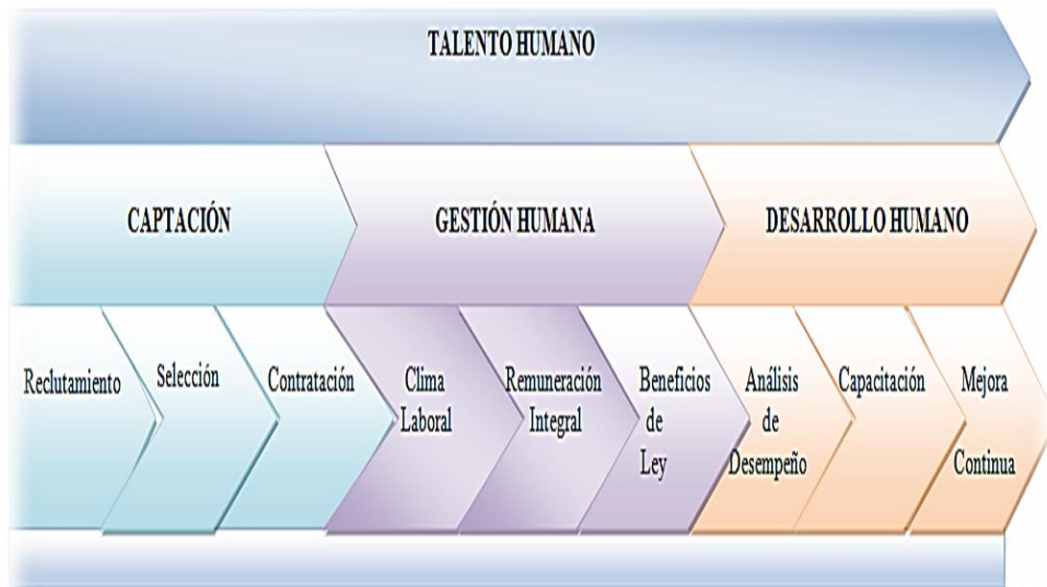 TALENTO HUMANO
CAPTACIÓN
GESTIÓN HUMANA
DESARROLLO HUMANO
Reclutamiento
Selección
Contratación
Clima
Laboral
Remuneración
Integral
Beneficios
de
Ley
Análisis
de
Desempeño
Capacitación
Mejora
Continua